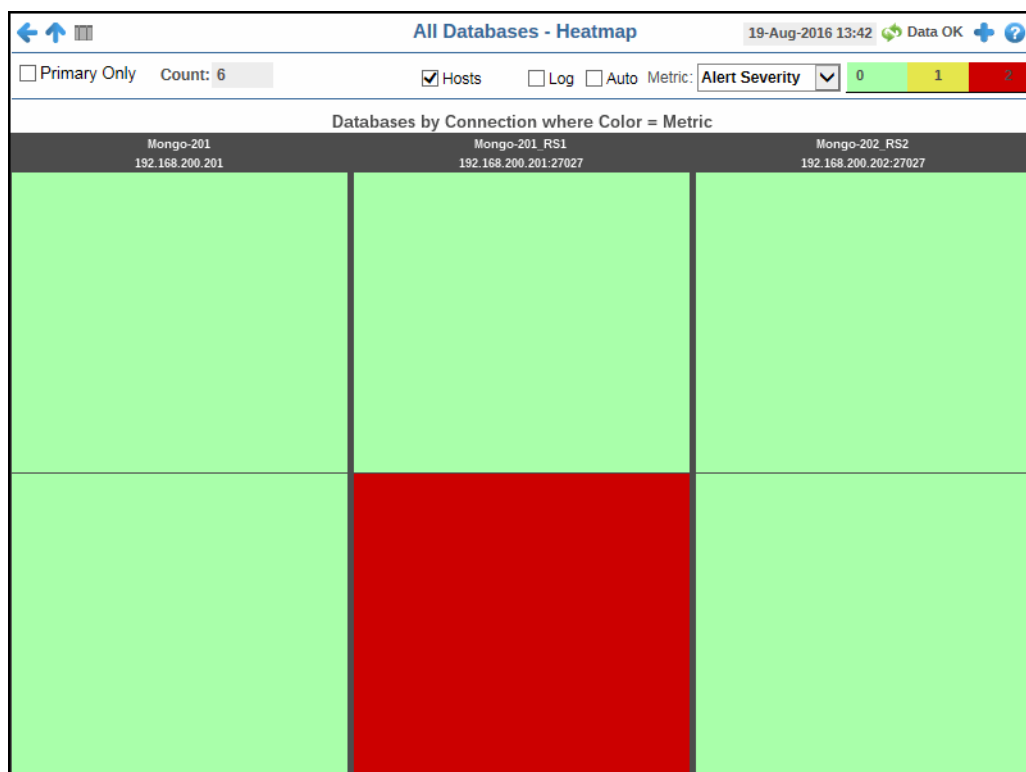 All Databases - Heatmap 19-Aug-2016 13:42 Data OK ?
Primary Only Count: 6 Hosts Log Auto Metric: Alert Severity 0 1 2
Databases by Connection where Color = Metric
Mongo-201 Mongo-201_RS1 Mongo-202_RS2
192.168.200.201 192.168.200.201:27027 192.168.200.202:27027